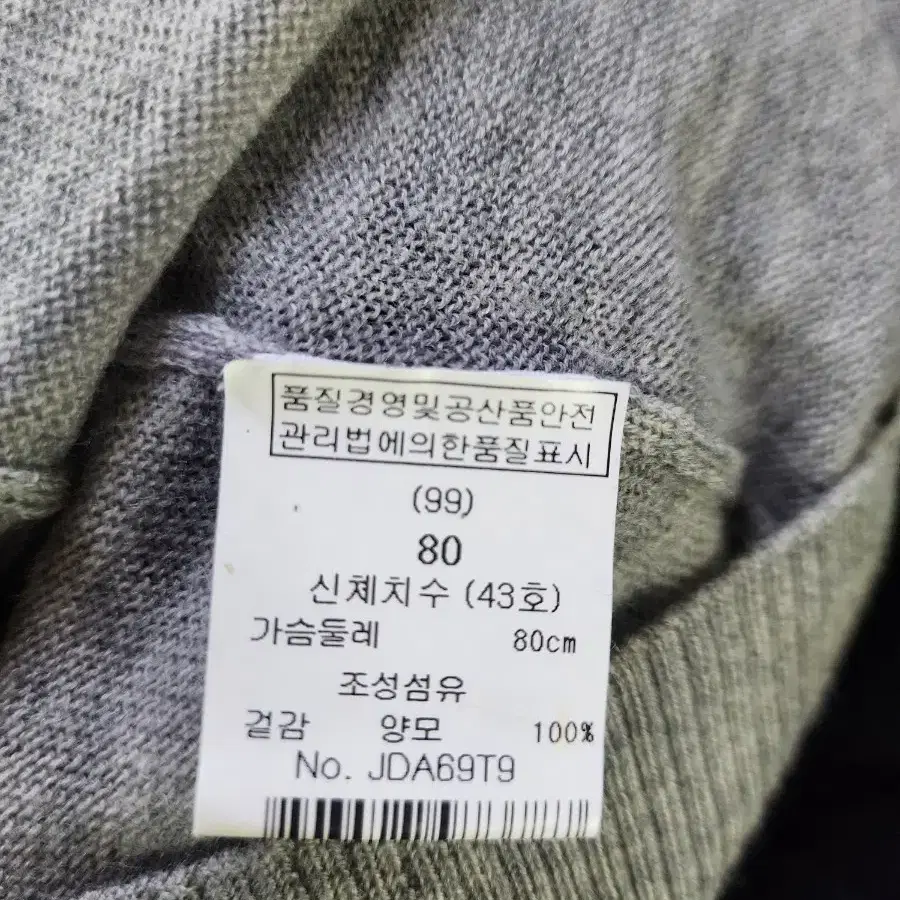 품질경영및공산품안전
관리법에의한품질표시
(99)
80
신체치수 (43호)
가슴둘레 80cm
조성섬유
겉감 양모 100%
No. JDA69T9